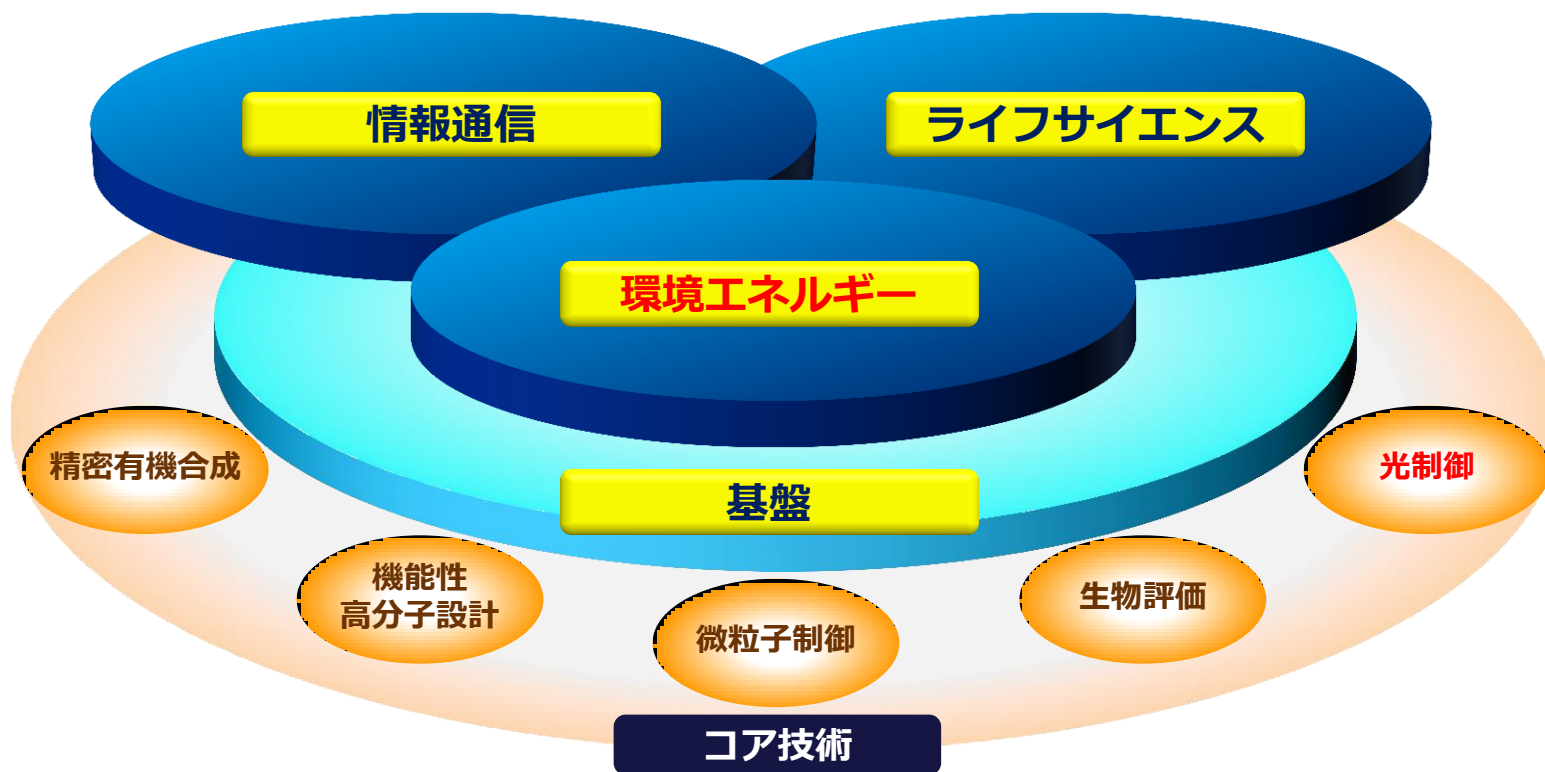 情報通信
ライフサイエンス
環境エネルギー
基盤
精密有機合成
機能性
高分子設計
微粒子制御
生物評価
光制御
コア技術